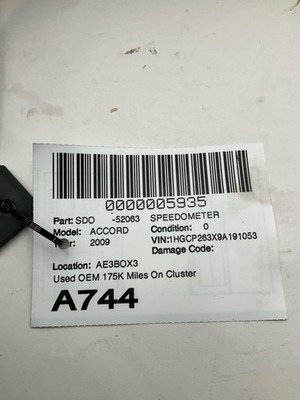 0000005935
Part: SDO -52063 SPEEDOMETER
Model: ACCORD Condition: 0
ar: 2009 VIN:1HGCP263X9A191053
Damage Code:
Location: AE3BOX3
Used OEM 175K Miles On Cluster
A744